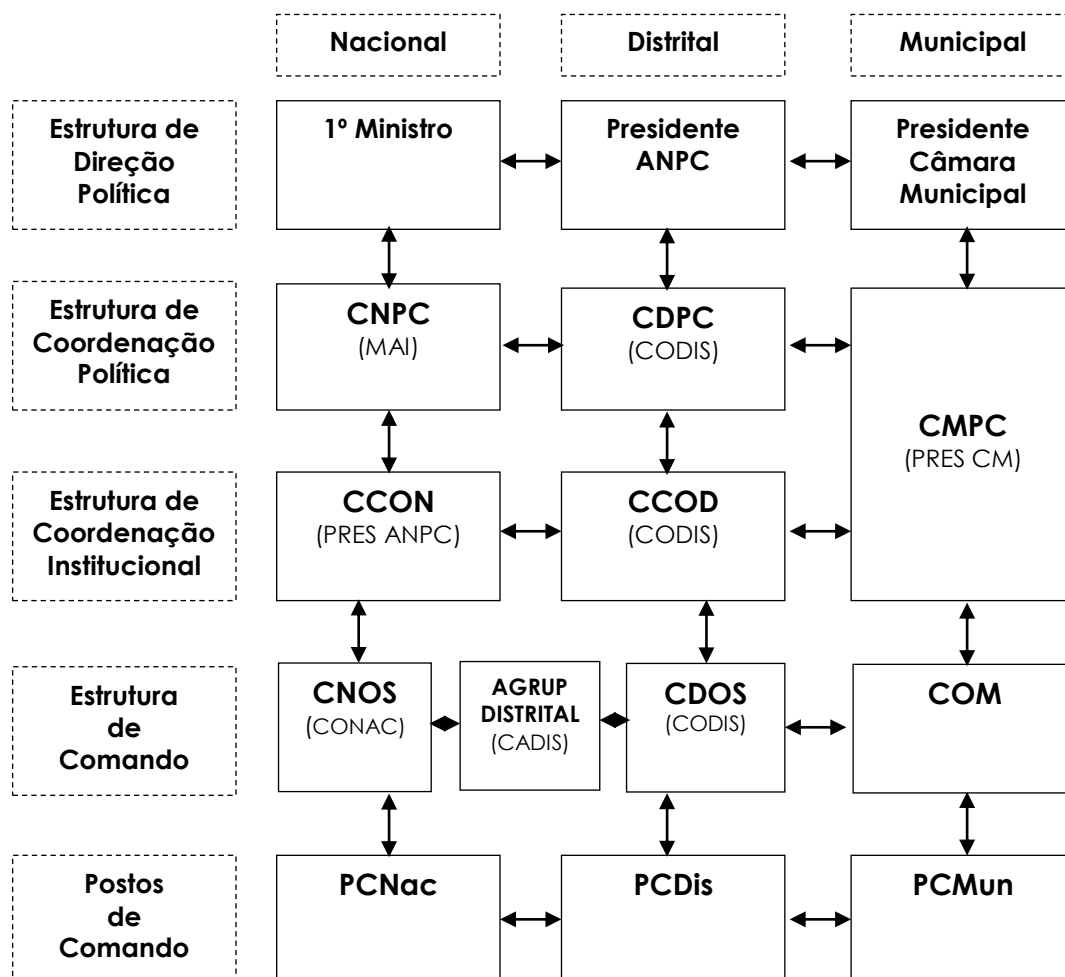 Nacional
Distrital
Municipal
Estrutura de
Direção
Política
1º Ministro
Presidente
ANPC
Presidente
Câmara
Municipal
Estrutura de
Coordenação
Política
CNPC
(MAI)
CDPC
(CODIS)
CMPC
(PRES CM)
Estrutura de
Coordenação
Institucional
CCON
(PRES ANPC)
CCOD
(CODIS)
Estrutura
de
Comando
CNOS
(CONAC)
AGRUP
DISTRITAL
(CADIS)
CDOS
(CODIS)
COM
Postos
de
Comando
PCNac
PCDis
PCMun